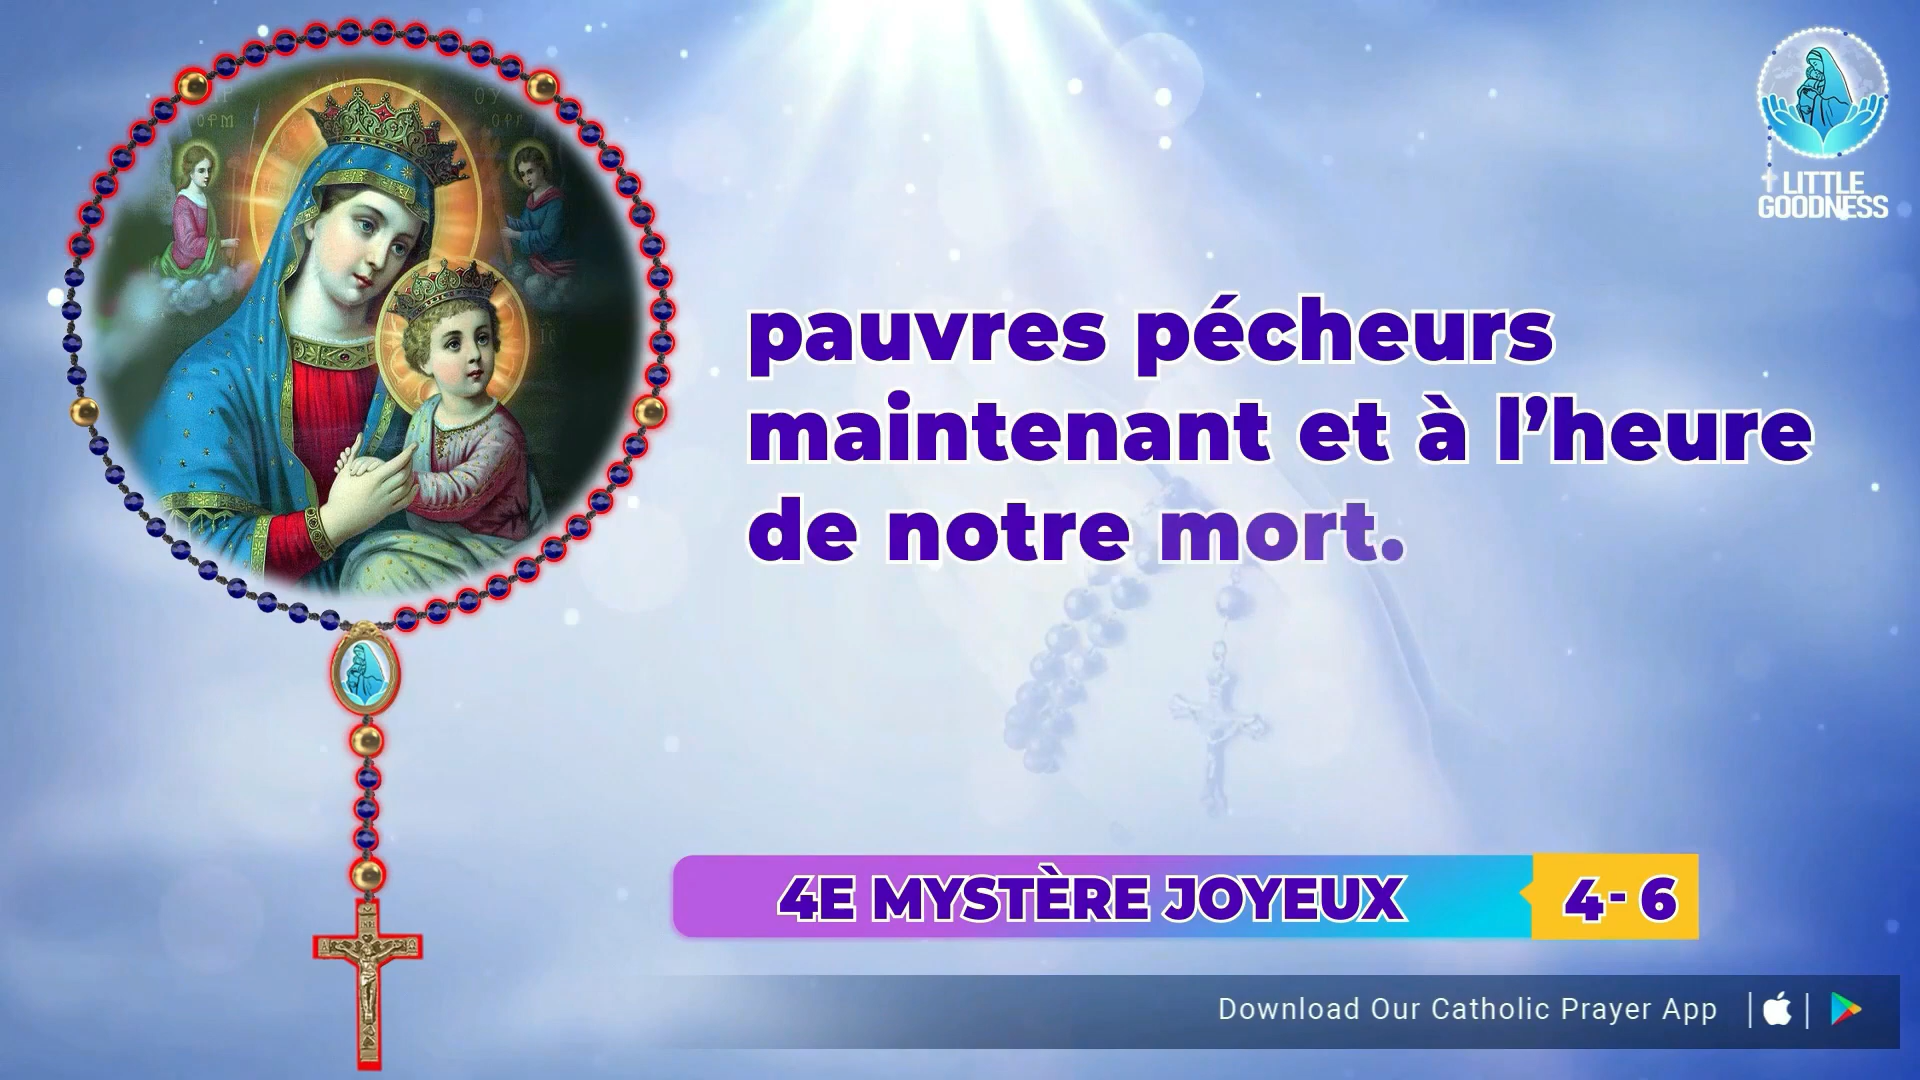 LITTLE
GOODNESS
pauvres pécheurs
maintenant et à l’heure
de notre mort.
4E MYSTÈRE JOYEUX
4- 6
Download Our Catholic Prayer App